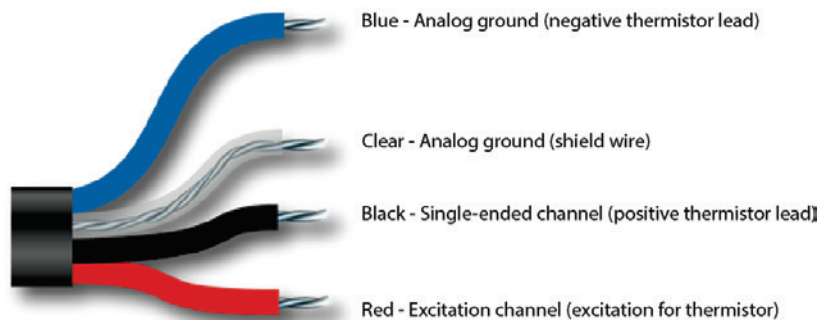 Blue - Analog ground (negative thermistor lead)
Clear - Analog ground (shield wire)
Black - Single-ended channel (positive thermistor lead)
Red - Excitation channel (excitation for thermistor)